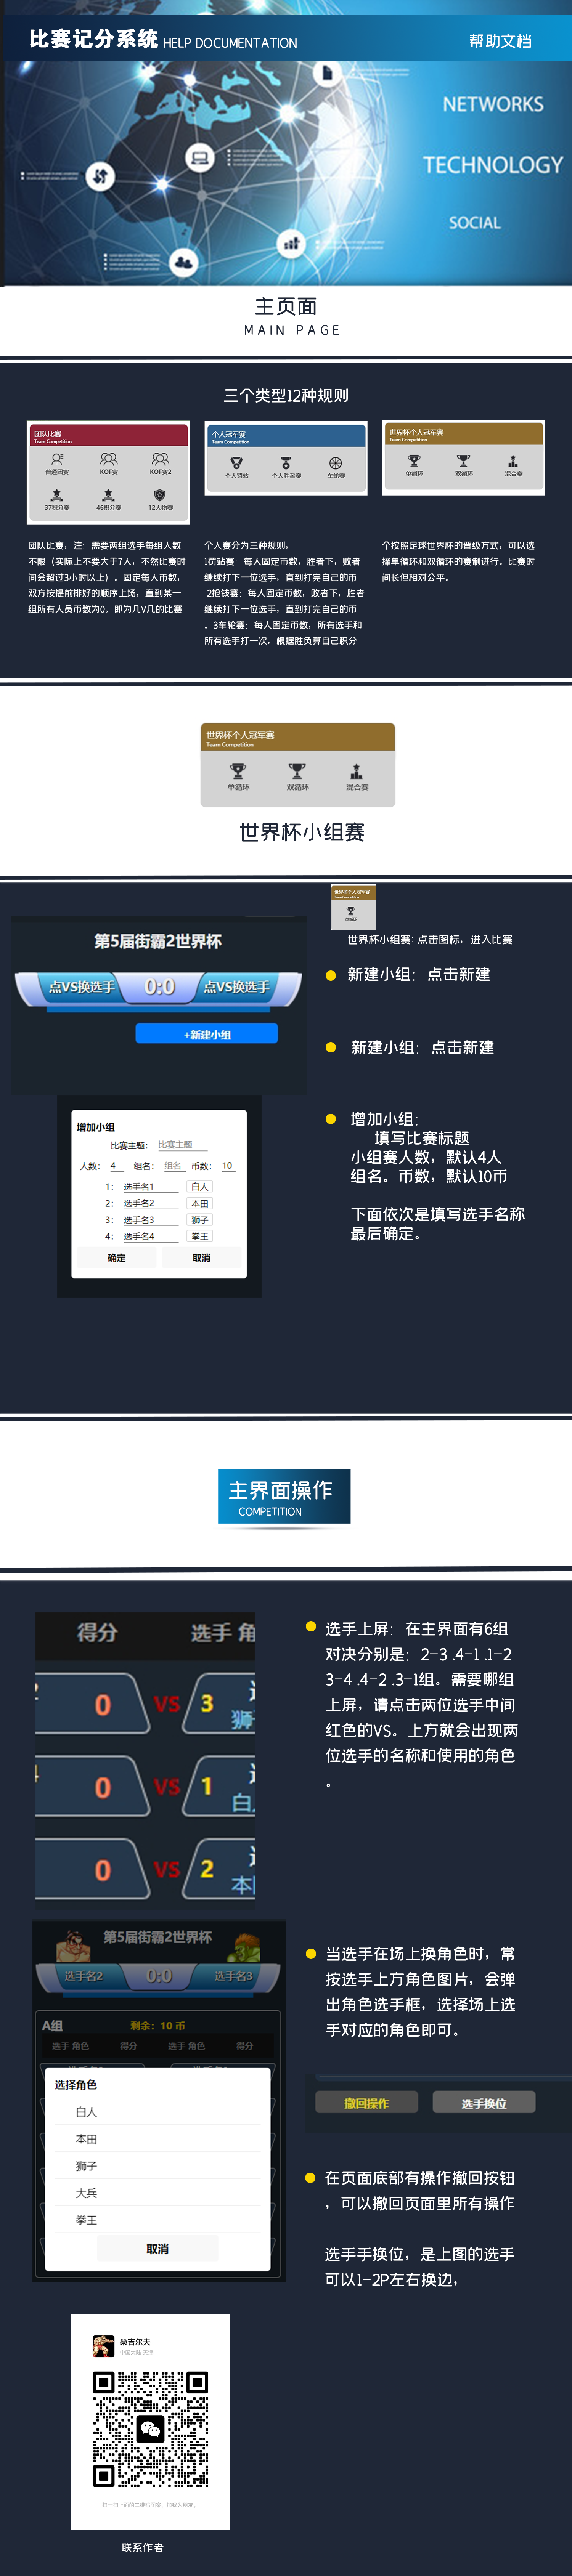 比赛记分系统 HELP DOCUMENTATION
帮助文档
NETWORKS
TECHNOLOGY
SOCIAL
主页面
MAIN PAGE
三个类型12种规则
团队比赛
Team Competition
普通团赛 KOF赛 KOF赛2
37积分赛 46积分赛 12人物赛
个人冠军赛
Team Competition
个人罚站 个人胜者赛 车轮赛
世界杯个人冠军赛
Team Competition
单循环 双循环 混合赛
团队比赛,注:需要两组选手每组人数
不限(实际上不要大于7人,不然比赛时
间会超过3小时以上)。固定每人币数,
双方按提前排好的顺序上场,直到某一
组所有人员币数为0。即为几V几的比赛
个人赛分为三种规则,
1罚站赛:每人固定币数,胜者下,败者
继续打下一位选手,直到打完自己的币
2抢钱赛:每人固定币数,败者下,胜者
继续打下一位选手,直到打完自己的币
。3车轮赛:每人固定币数,所有选手和
所有选手打一次,根据胜负算自己积分
个按照足球世界杯的晋级方式,可以选
择单循环和双循环的赛制进行。比赛时
间长但相对公平。
世界杯个人冠军赛
Team Competition
单循环 双循环 混合赛
世界杯小组赛
世界杯个人冠军赛
Team Competition
单循环
世界杯小组赛: 点击图标,进入比赛
第5届街霸2世界杯
点VS换选手 0:0 点VS换选手
+新建小组
新建小组:点击新建
新建小组:点击新建
增加小组
比赛主题: 比赛主题
人数: 4 组名: 组名 币数: 10
1: 选手名1 白人
2: 选手名2 本田
3: 选手名3 狮子
4: 选手名4 拳王
确定 取消
增加小组:
填写比赛标题
小组赛人数,默认4人
组名。币数,默认10币
下面依次是填写选手名称
最后确定。
主界面操作
COMPETITION
得分 选手 角
0 VS 3
狮
0 VS 1
白
0 VS 2
本
选手上屏:在主界面有6组
对决分别是:2-3 .4-1 .1-2
3-4 .4-2 .3-1组。需要哪组
上屏,请点击两位选手中间
红色的VS。上方就会出现两
位选手的名称和使用的角色
。
第5届街霸2世界杯
选手名2 0:0 选手名3
A组 剩余:10 币
选手 角色 得分 选手 角色 得分
选择角色
白人
本田
狮子
大兵
拳王
取消
当选手在场上换角色时,常
按选手上方角色图片,会弹
出角色选手框,选择场上选
手对应的角色即可。
撤回操作 选手换位
在页面底部有操作撤回按钮
,可以撤回页面里所有操作
选手手换位,是上图的选手
可以1-2P左右换边,
桑吉尔夫
中国大陆 天津
扫一扫上面的二维码图案,加我为朋友。
联系作者